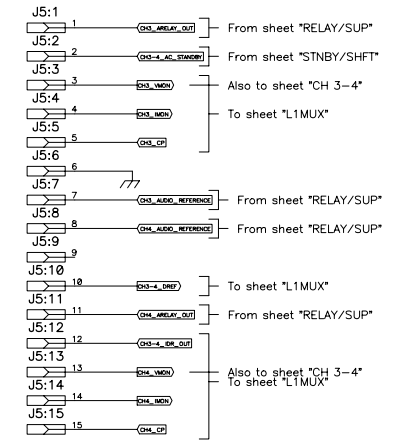 J5:1
1 CH3_ARELAY_OUT From sheet "RELAY/SUP"
J5:2
2 CH3-4_AC_STANDBY From sheet "STNBY/SHFT"
J5:3
3 CH3_VMON Also to sheet "CH 3-4"
J5:4
4 CH3_IMON To sheet "L1MUX"
J5:5
5 CH3_CP
J5:6
6
J5:7
7 CH3_AUDIO_REFERENCE From sheet "RELAY/SUP"
J5:8
8 CH4_AUDIO_REFERENCE From sheet "RELAY/SUP"
J5:9
9
J5:10
10 CH3-4_DREF To sheet "L1MUX"
J5:11
11 CH4_ARELAY_OUT From sheet "RELAY/SUP"
J5:12
12 CH3-4_IDR_OUT
J5:13
13 CH4_VMON Also to sheet "CH 3-4"
To sheet "L1MUX"
J5:14
14 CH4_IMON
J5:15
15 CH4_CP